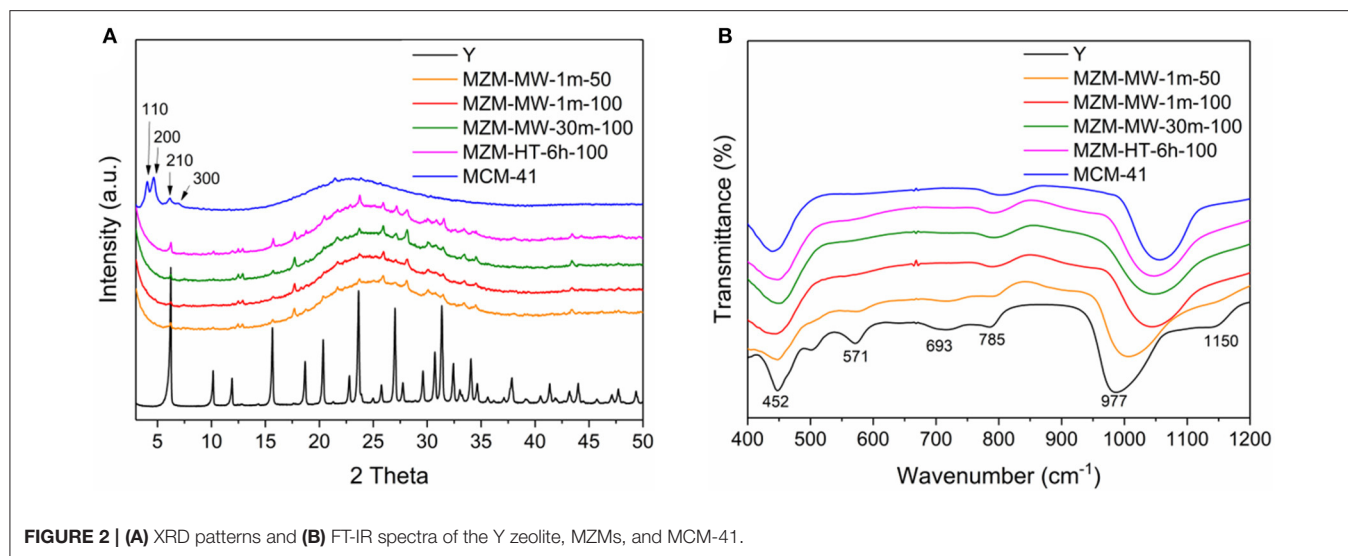 A
Y
MZM-MW-1m-50
MZM-MW-1m-100
MZM-MW-30m-100
MZM-HT-6h-100
MCM-41
110
200
210
300
Intensity (a.u.)
5 10 15 20 25 30 35 40 45 50
2 Theta
B
Y
MZM-MW-1m-50
MZM-MW-1m-100
MZM-MW-30m-100
MZM-HT-6h-100
MCM-41
Transmittance (%)
452
571
693
785
977
1150
400 500 600 700 800 900 1000 1100 1200
Wavenumber (cm⁻¹)
FIGURE 2 | (A) XRD patterns and (B) FT-IR spectra of the Y zeolite, MZMs, and MCM-41.